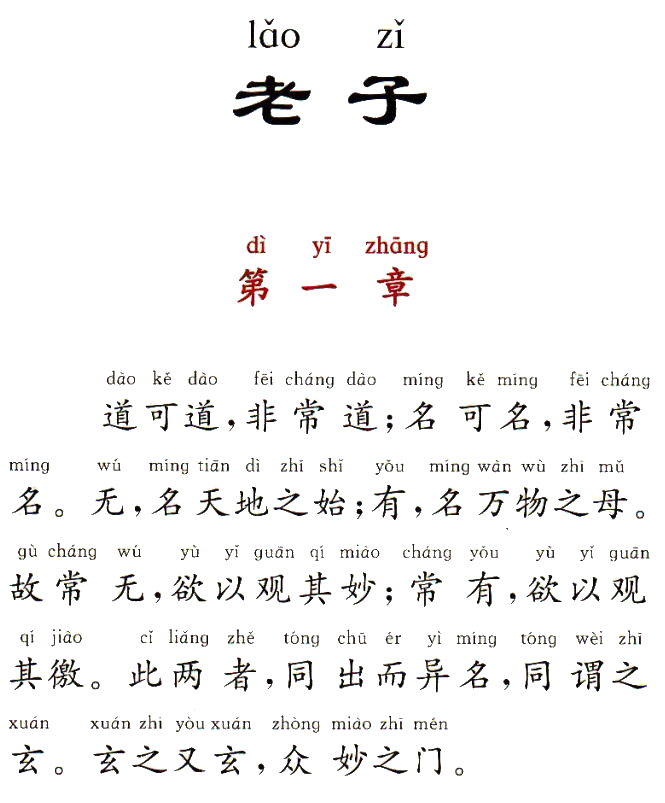 lǎo zǐ
老子
dì yī zhāng
第一章
dào kě dào fēi cháng dào míng kě míng fēi cháng
道可道，非常道；名可名，非常
míng wú míng tiān dì zhī shǐ yǒu míng wàn wù zhī mǔ
名。无，名天地之始；有，名万物之母。
gù cháng wú yù yǐ guān qí miào cháng yǒu yù yǐ guān
故常无，欲以观其妙；常有，欲以观
qí jiào cǐ liǎng zhě tóng chū ér yì míng tóng wèi zhī
其徼。此两者，同出而异名，同谓之
xuán xuán zhī yòu xuán zhòng miào zhī mén
玄。玄之又玄，众妙之门。